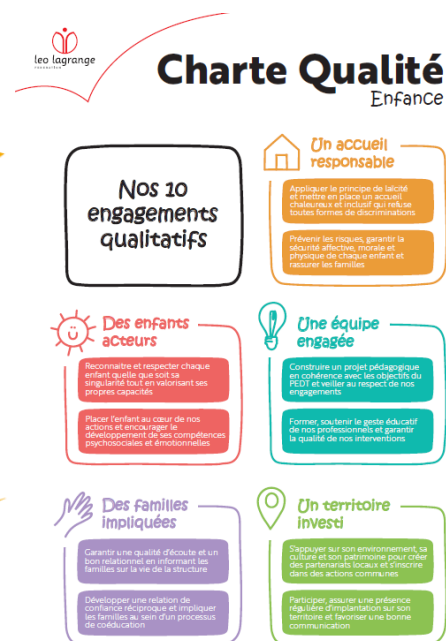 leo lagrange
Charte Qualité
Enfance
Nos 10
engagements
qualitatifs
Un accueil
responsable
Appliquer le principe de laïcité
et mettre en place un accueil
chaleureux et inclusif qui refuse
toutes formes de discriminations
Prévenir les risques, garantir la
sécurité affective, morale et
physique de chaque enfant et
rassurer les familles
Des enfants
acteurs
Reconnaitre et respecter chaque
enfant quelle que soit sa
singularité tout en valorisant ses
propres capacités
Placer l'enfant au cœur de nos
actions et encourager le
développement de ses compétences
psychosociales et émotionnelles
Une équipe
engagée
Construire un projet pédagogique
en cohérence avec les objectifs du
PEDT et veiller au respect de nos
engagements
Former, soutenir le geste éducatif
de nos professionnels et garantir
la qualité de nos interventions
Des familles
impliquées
Garantir une qualité d'écoute et un
bon relationnel en informant les
familles sur la vie de la structure
Développer une relation de
confiance réciproque et impliquer
les familles au sein d'un processus
de coéducation
Un territoire
investi
S'appuyer sur son environnement, sa
culture et son patrimoine pour créer
des partenariats locaux et s'inscrire
dans des actions communes
Participer, assurer une présence
régulière d'implantation sur son
territoire et favoriser une bonne
communication